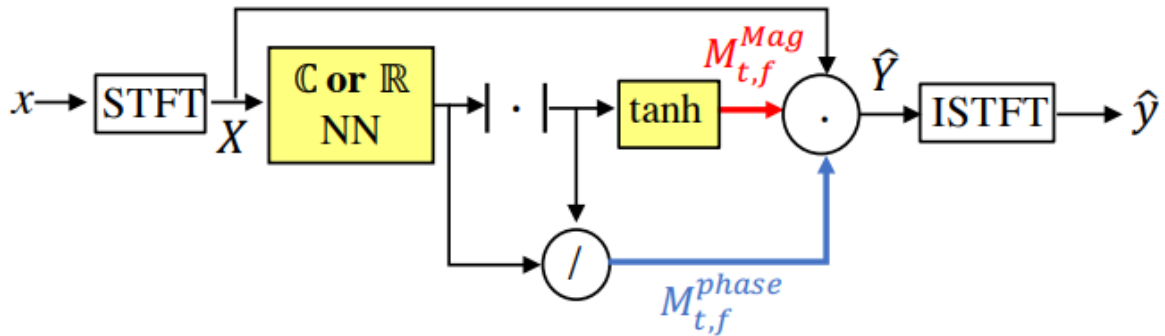 x
STFT
X
ℂ or ℝ
NN
| · |
tanh
M_{t,f}^{Mag}
.
Ŷ
ISTFT
ŷ
/
M_{t,f}^{phase}